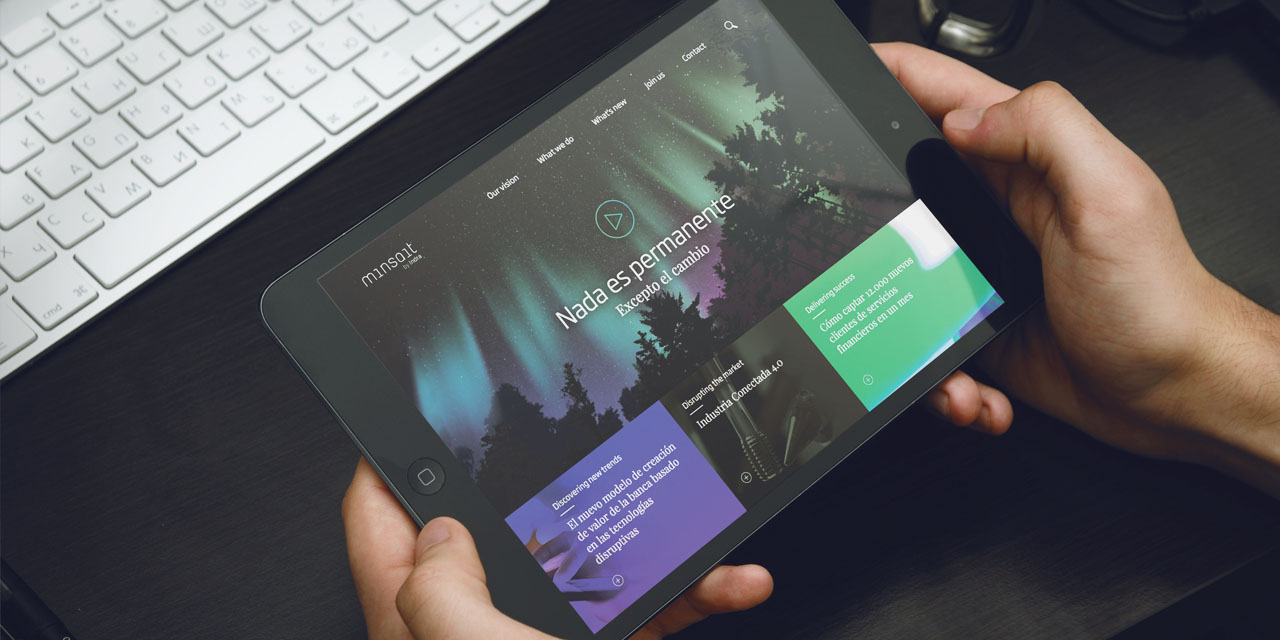 mınsaıt
by Indra
Our vision
What we do
What's new
Join us
Contact
Nada es permanente
Excepto el cambio
Discovering new trends
El nuevo modelo de creación
de valor de la banca basado
en las tecnologías
disruptivas
Disrupting the market
Industria Conectada 4.0
Delivering success
Cómo captar 12.000 nuevos
clientes de servicios
financieros en un mes
cmd